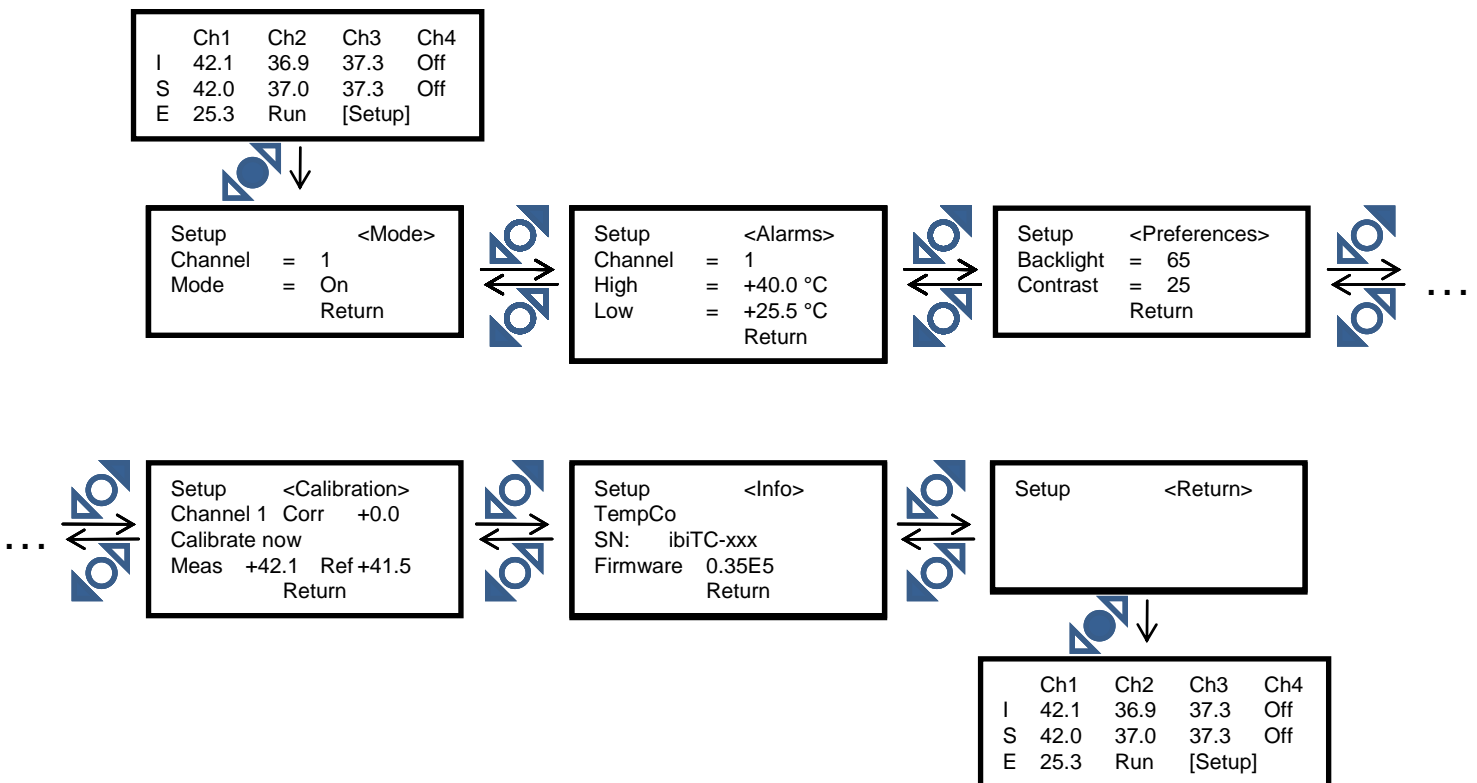 Ch1 Ch2 Ch3 Ch4
I 42.1 36.9 37.3 Off
S 42.0 37.0 37.3 Off
E 25.3 Run [Setup]
Setup <Mode>
Channel = 1
Mode = On
Return
Setup <Alarms>
Channel = 1
High = +40.0 °C
Low = +25.5 °C
Return
Setup <Preferences>
Backlight = 65
Contrast = 25
Return
...
...
Setup <Calibration>
Channel 1 Corr +0.0
Calibrate now
Meas +42.1 Ref +41.5
Return
Setup <Info>
TempCo
SN: ibiTC-xxx
Firmware 0.35E5
Return
Setup <Return>
Ch1 Ch2 Ch3 Ch4
I 42.1 36.9 37.3 Off
S 42.0 37.0 37.3 Off
E 25.3 Run [Setup]